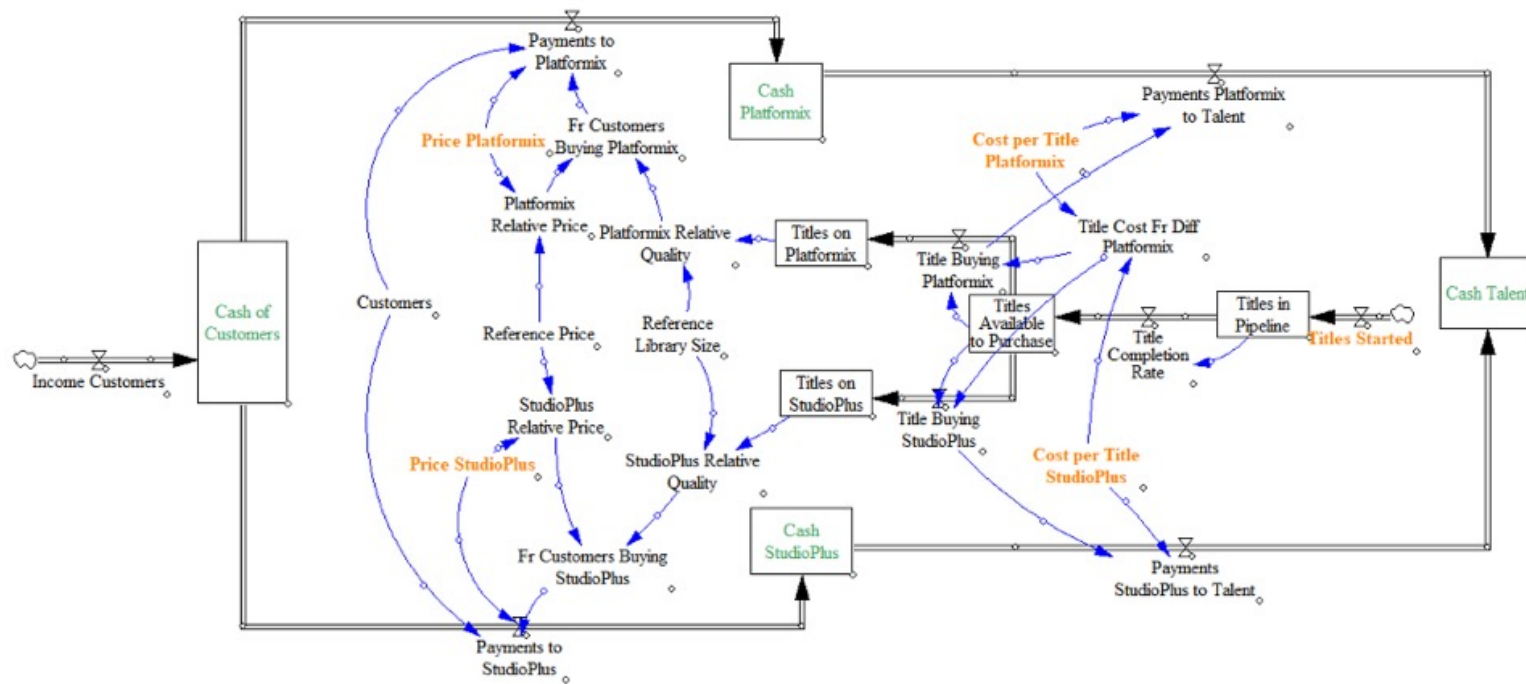 Payments to
Platformix
Cash
Platformix
Payments Platformix
to Talent
Price Platformix
Fr Customers
Buying Platformix
Cost per Title
Platformix
Platformix
Relative Price
Platformix Relative
Quality
Titles on
Platformix
Title Buying
Platformix
Title Cost Fr Diff
Platformix
Cash of
Customers
Customers
Reference Price
Reference
Library Size
Titles
Available
to Purchase
Title
Completion
Rate
Titles in
Pipeline
Titles Started
Cash Talent
Income Customers
StudioPlus
Relative Price
Titles on
StudioPlus
Title Buying
StudioPlus
Price StudioPlus
StudioPlus Relative
Quality
Cost per Title
StudioPlus
Cash
StudioPlus
Fr Customers Buying
StudioPlus
Payments
StudioPlus to Talent
Payments to
StudioPlus